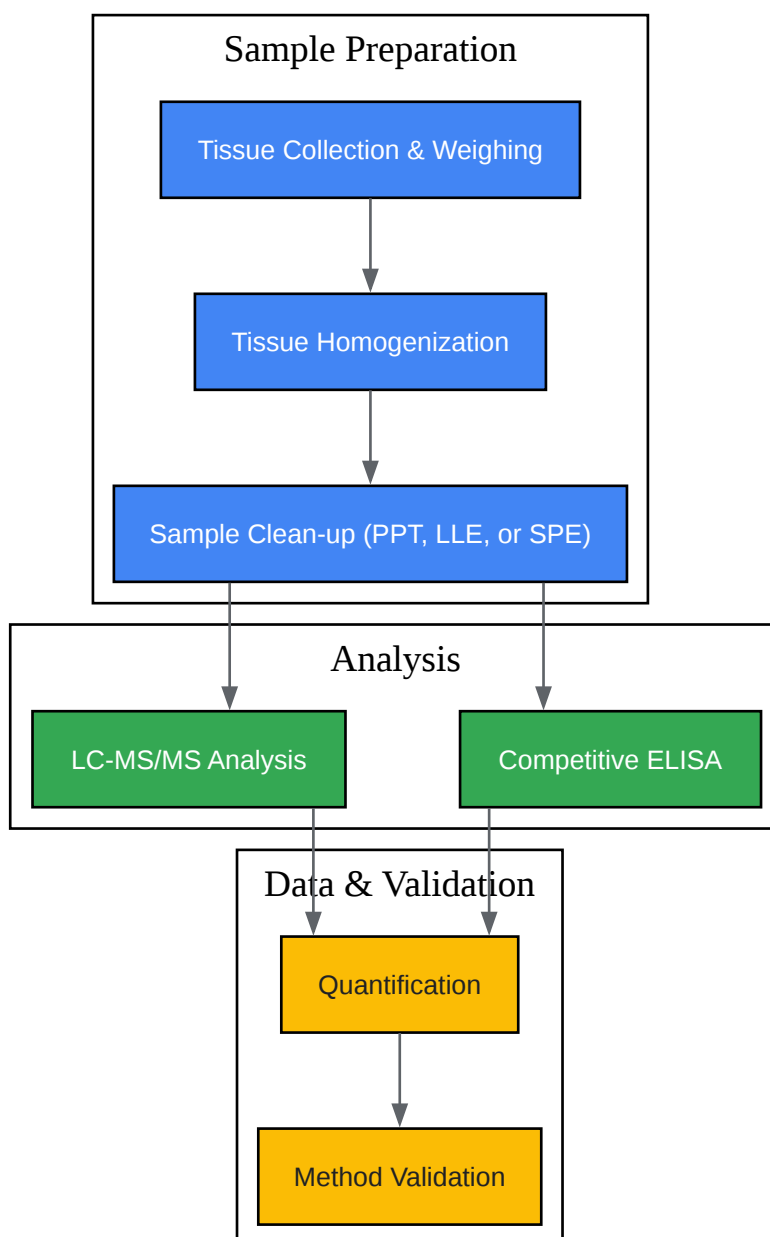 Sample Preparation
Tissue Collection & Weighing
Tissue Homogenization
Sample Clean-up (PPT, LLE, or SPE)
Analysis
LC-MS/MS Analysis
Competitive ELISA
Data & Validation
Quantification
Method Validation